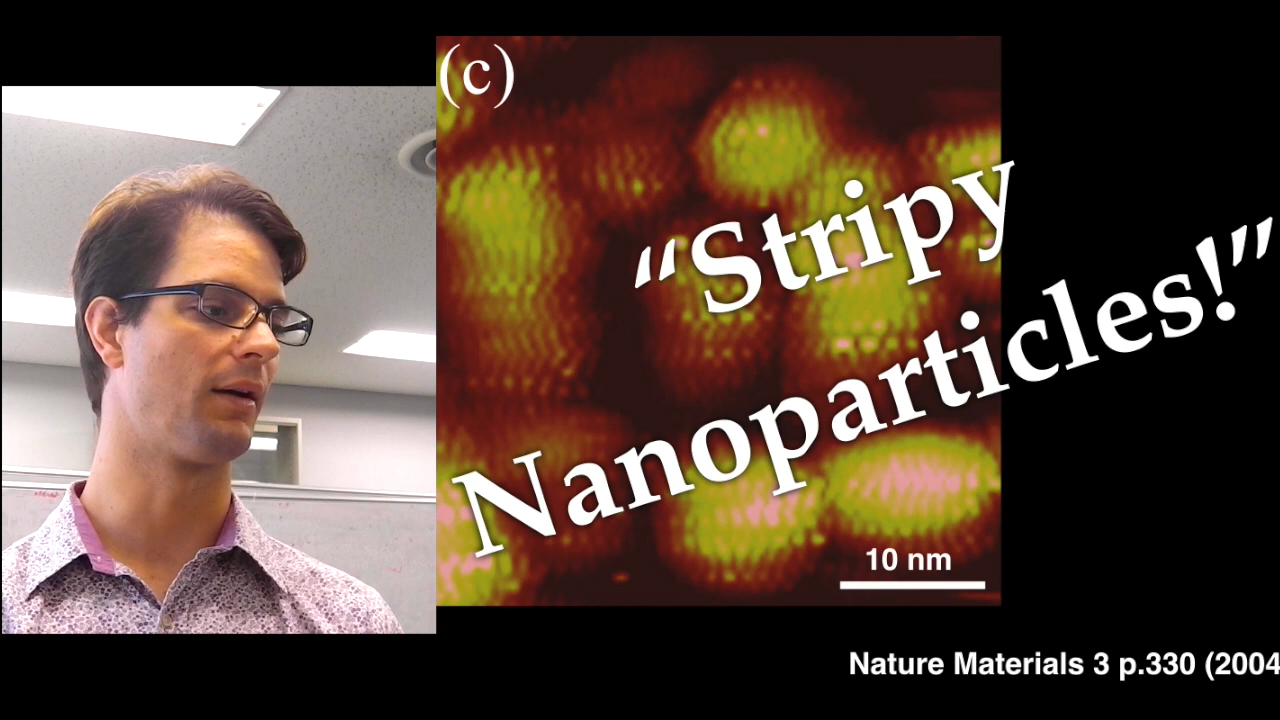 (c)
“Stripy
Nanoparticles!”
10 nm
Nature Materials 3 p.330 (2004